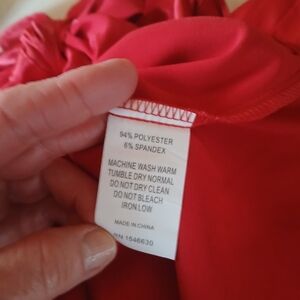 94% POLYESTER
6% SPANDEX
MACHINE WASH WARM
TUMBLE DRY NORMAL
DO NOT DRY CLEAN
DO NOT BLEACH
IRON LOW
MADE IN CHINA
RN 1546630